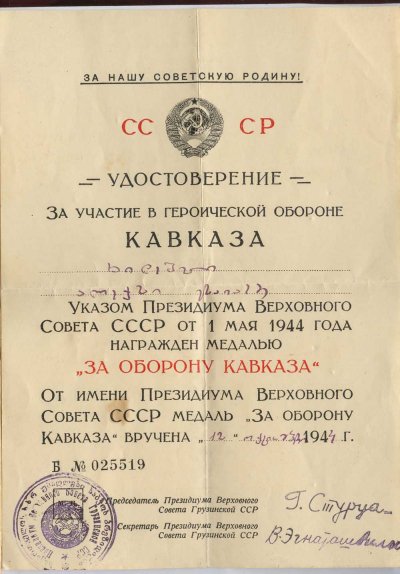 ЗА НАШУ СОВЕТСКУЮ РОДИНУ!
СС СР
УДОСТОВЕРЕНИЕ
ЗА УЧАСТИЕ В ГЕРОИЧЕСКОЙ ОБОРОНЕ
КАВКАЗА
УКАЗОМ ПРЕЗИДИУМА ВЕРХОВНОГО
СОВЕТА СССР ОТ 1 МАЯ 1944 ГОДА
НАГРАЖДЕН МЕДАЛЬЮ
„ЗА ОБОРОНУ КАВКАЗА“
ОТ ИМЕНИ ПРЕЗИДИУМА ВЕРХОВНОГО
СОВЕТА СССР МЕДАЛЬ „ЗА ОБОРОНУ
КАВКАЗА“ ВРУЧЕНА „12“ 1944 Г.
Б № 025519
Председатель Президиума Верховного
Совета Грузинской ССР
Г. Стуруа
Секретарь Президиума Верховного
Совета Грузинской ССР
В. Эгнаташвили